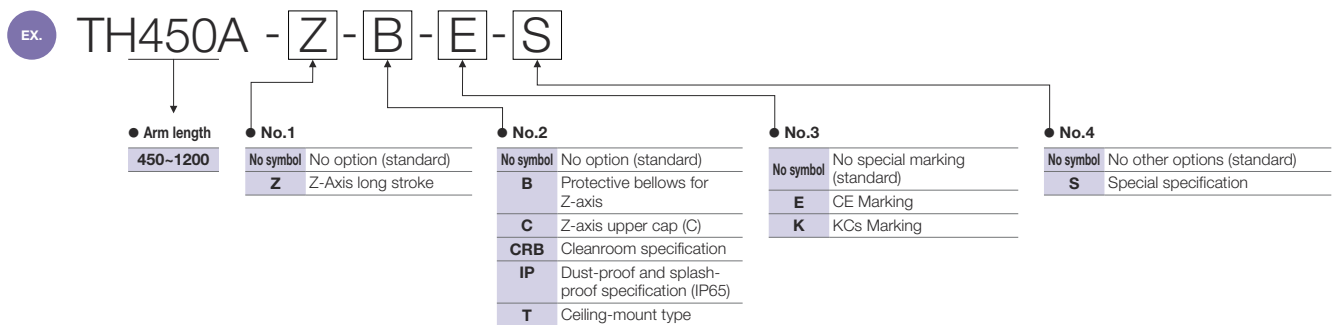 EX. TH450A - Z - B - E - S
● Arm length
450~1200
● No.1
No symbol No option (standard)
Z Z-Axis long stroke
● No.2
No symbol No option (standard)
B Protective bellows for
Z-axis
C Z-axis upper cap (C)
CRB Cleanroom specification
IP Dust-proof and splash-
proof specification (IP65)
T Ceiling-mount type
● No.3
No symbol No special marking
(standard)
E CE Marking
K KCs Marking
● No.4
No symbol No other options (standard)
S Special specification